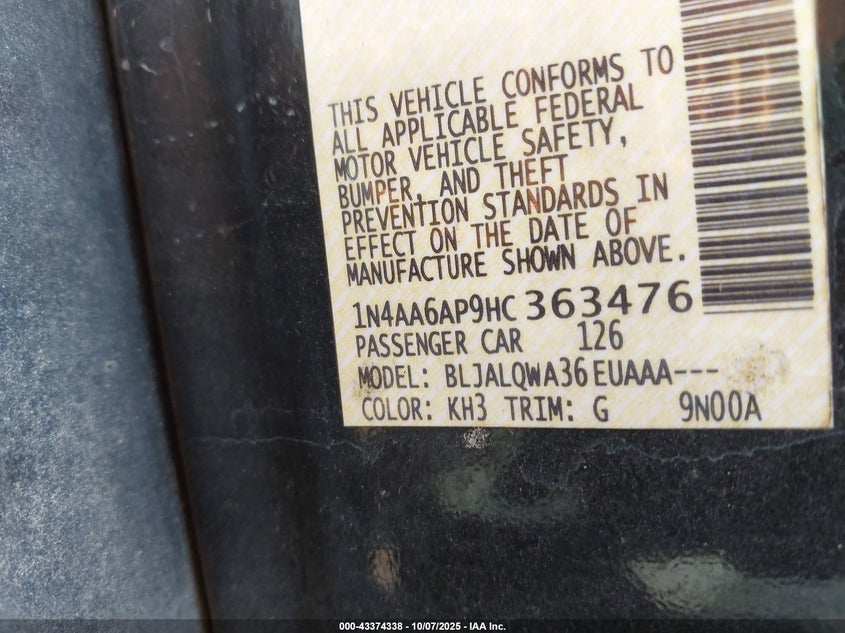 THIS VEHICLE CONFORMS TO
ALL APPLICABLE FEDERAL
MOTOR VEHICLE SAFETY,
BUMPER, AND THEFT
PREVENTION STANDARDS IN
EFFECT ON THE DATE OF
MANUFACTURE SHOWN ABOVE.
1N4AA6AP9HC 363476
PASSENGER CAR 126
MODEL: BLJALQWA36EUAAA---
COLOR: KH3 TRIM: G 9N00A
000-43374338 - 10/07/2025 - IAA Inc.